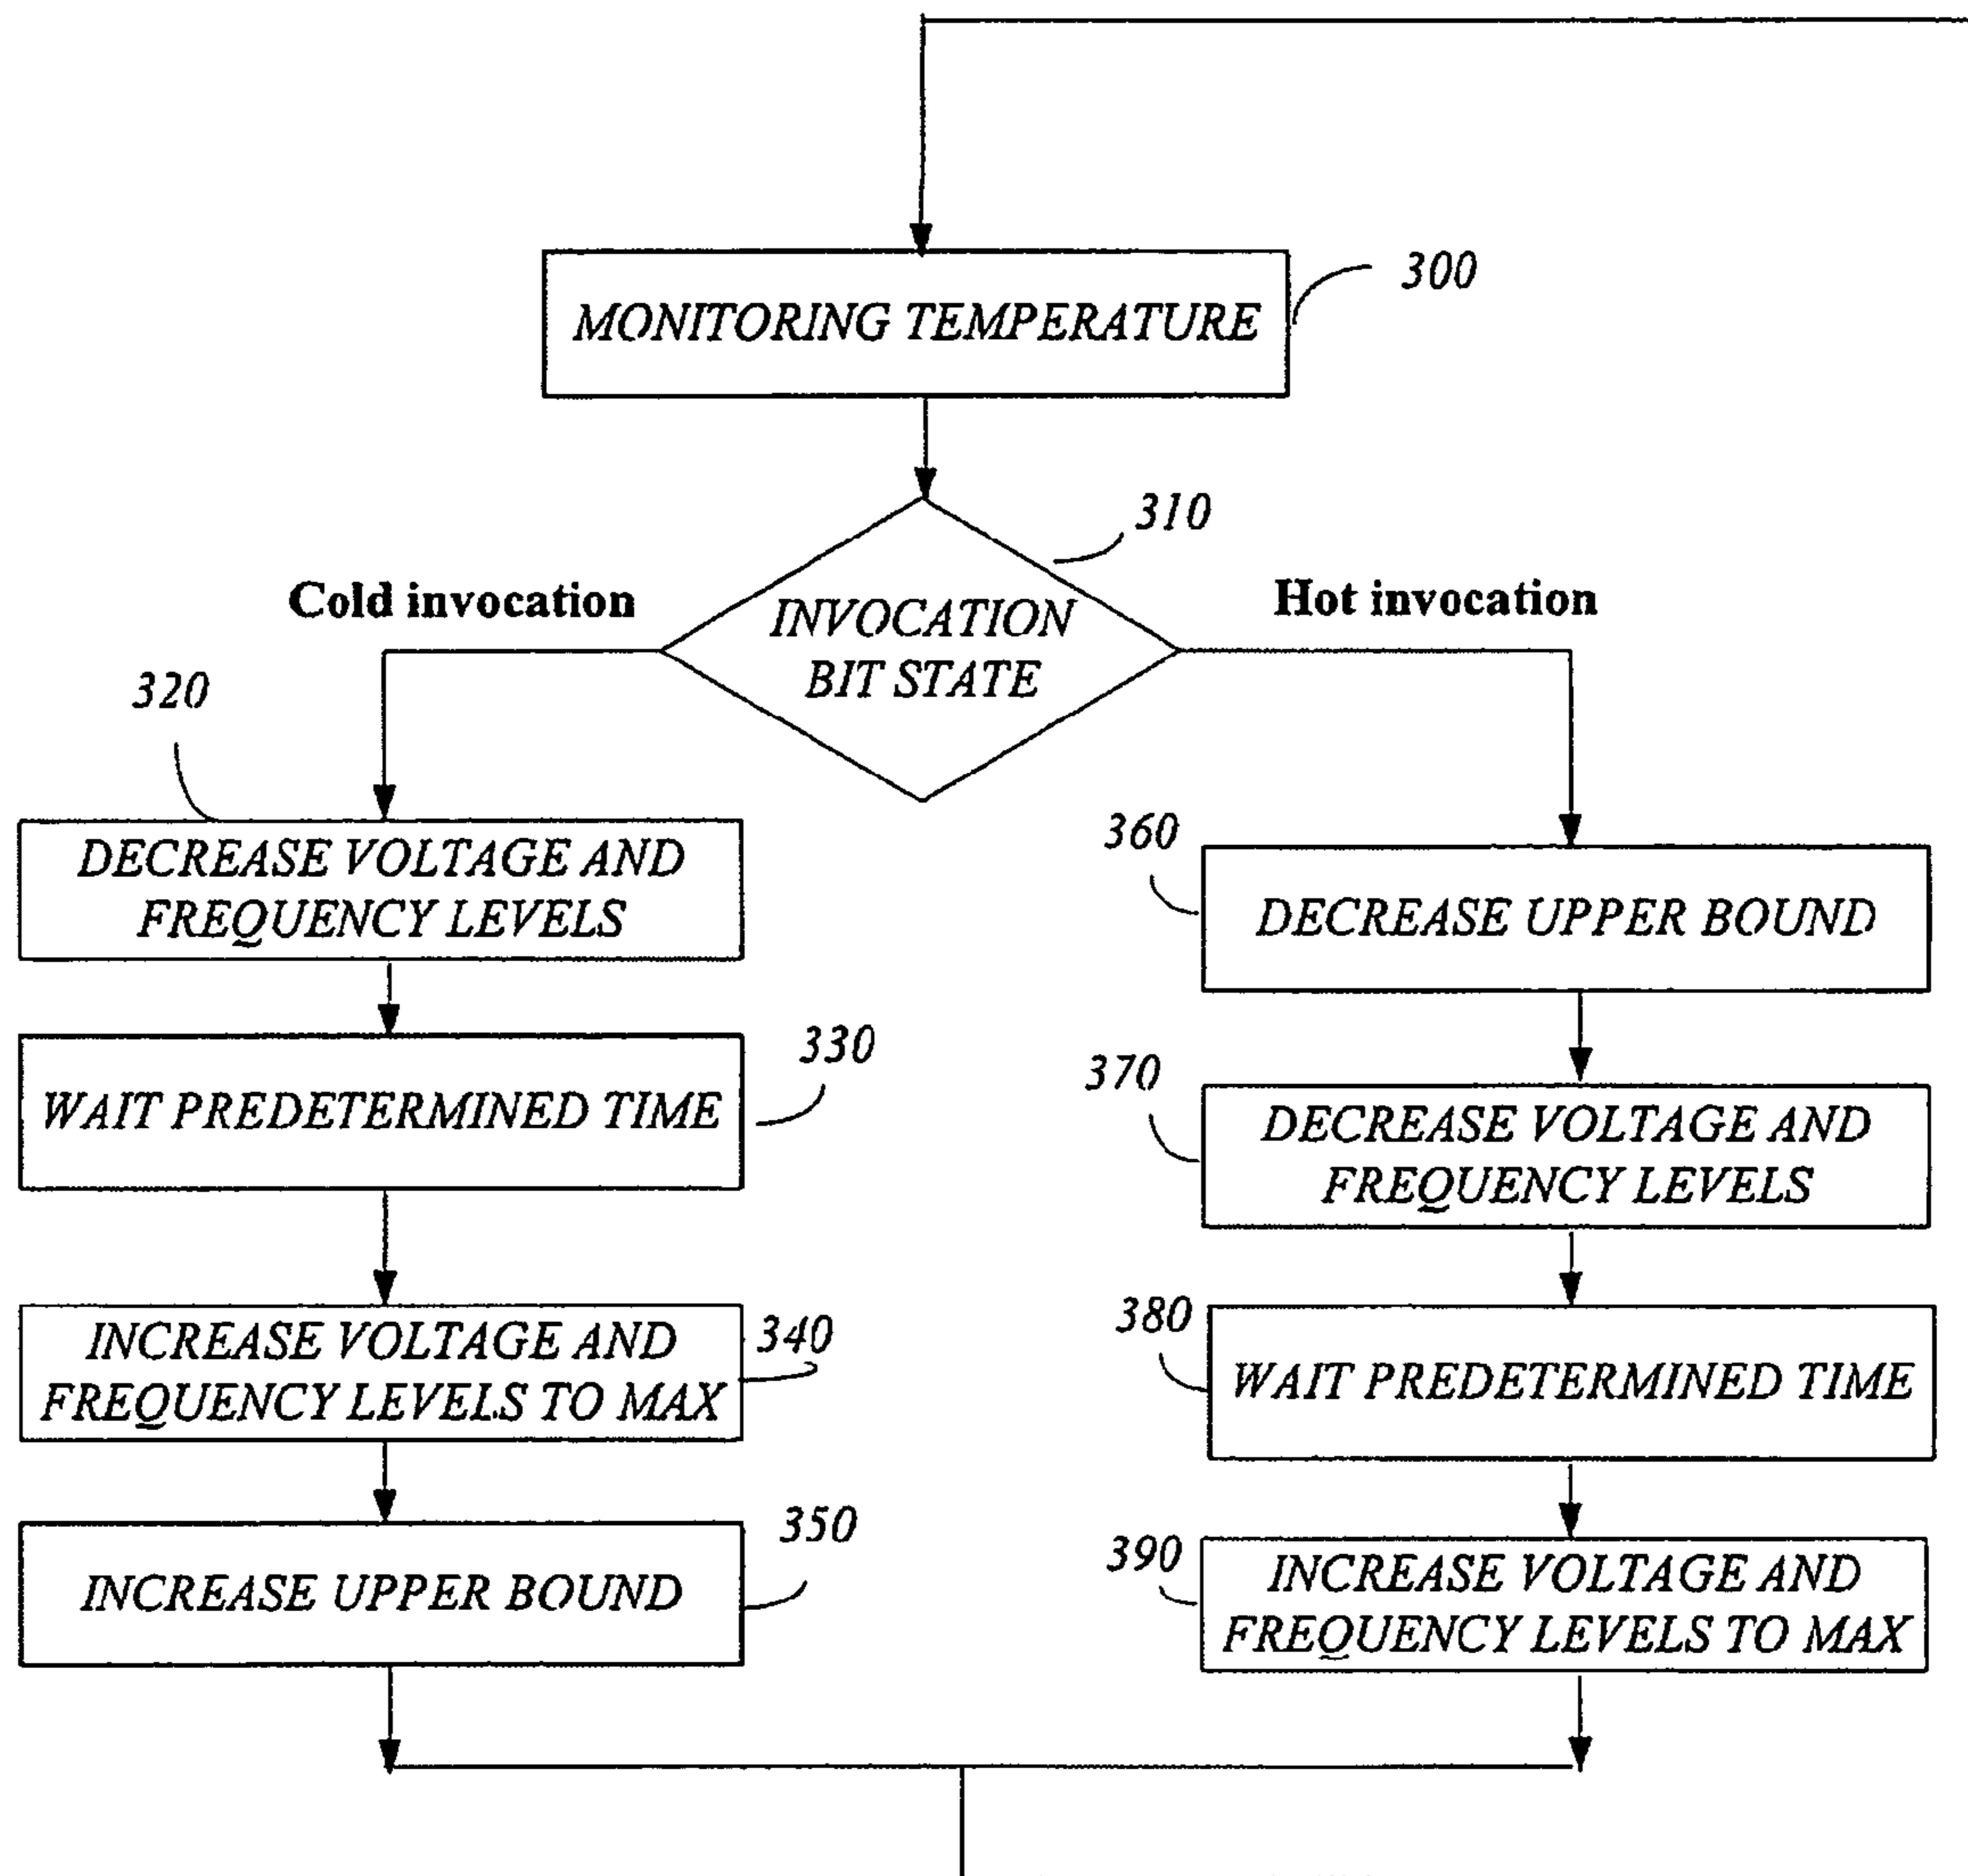 300
MONITORING TEMPERATURE
310
Cold invocation
Hot invocation
INVOCATION
BIT STATE
320
DECREASE VOLTAGE AND
FREQUENCY LEVELS
330
WAIT PREDETERMINED TIME
340
INCREASE VOLTAGE AND
FREQUENCY LEVELS TO MAX
350
INCREASE UPPER BOUND
360
DECREASE UPPER BOUND
370
DECREASE VOLTAGE AND
FREQUENCY LEVELS
380
WAIT PREDETERMINED TIME
390
INCREASE VOLTAGE AND
FREQUENCY LEVELS TO MAX